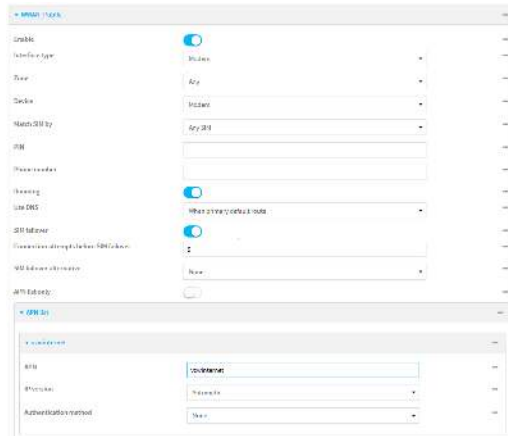 Enable
Interface type
Modem
Zone
Any
Device
Modem
Match SIM by
Any SIM
PIN
Phone number
Roaming
Use DNS
When primary default route
SIM failover
Connection attempts before SIM failover
SIM failover alternative
None
APN list only
APN list
APN
IP version
Automatic
Authentication method
None